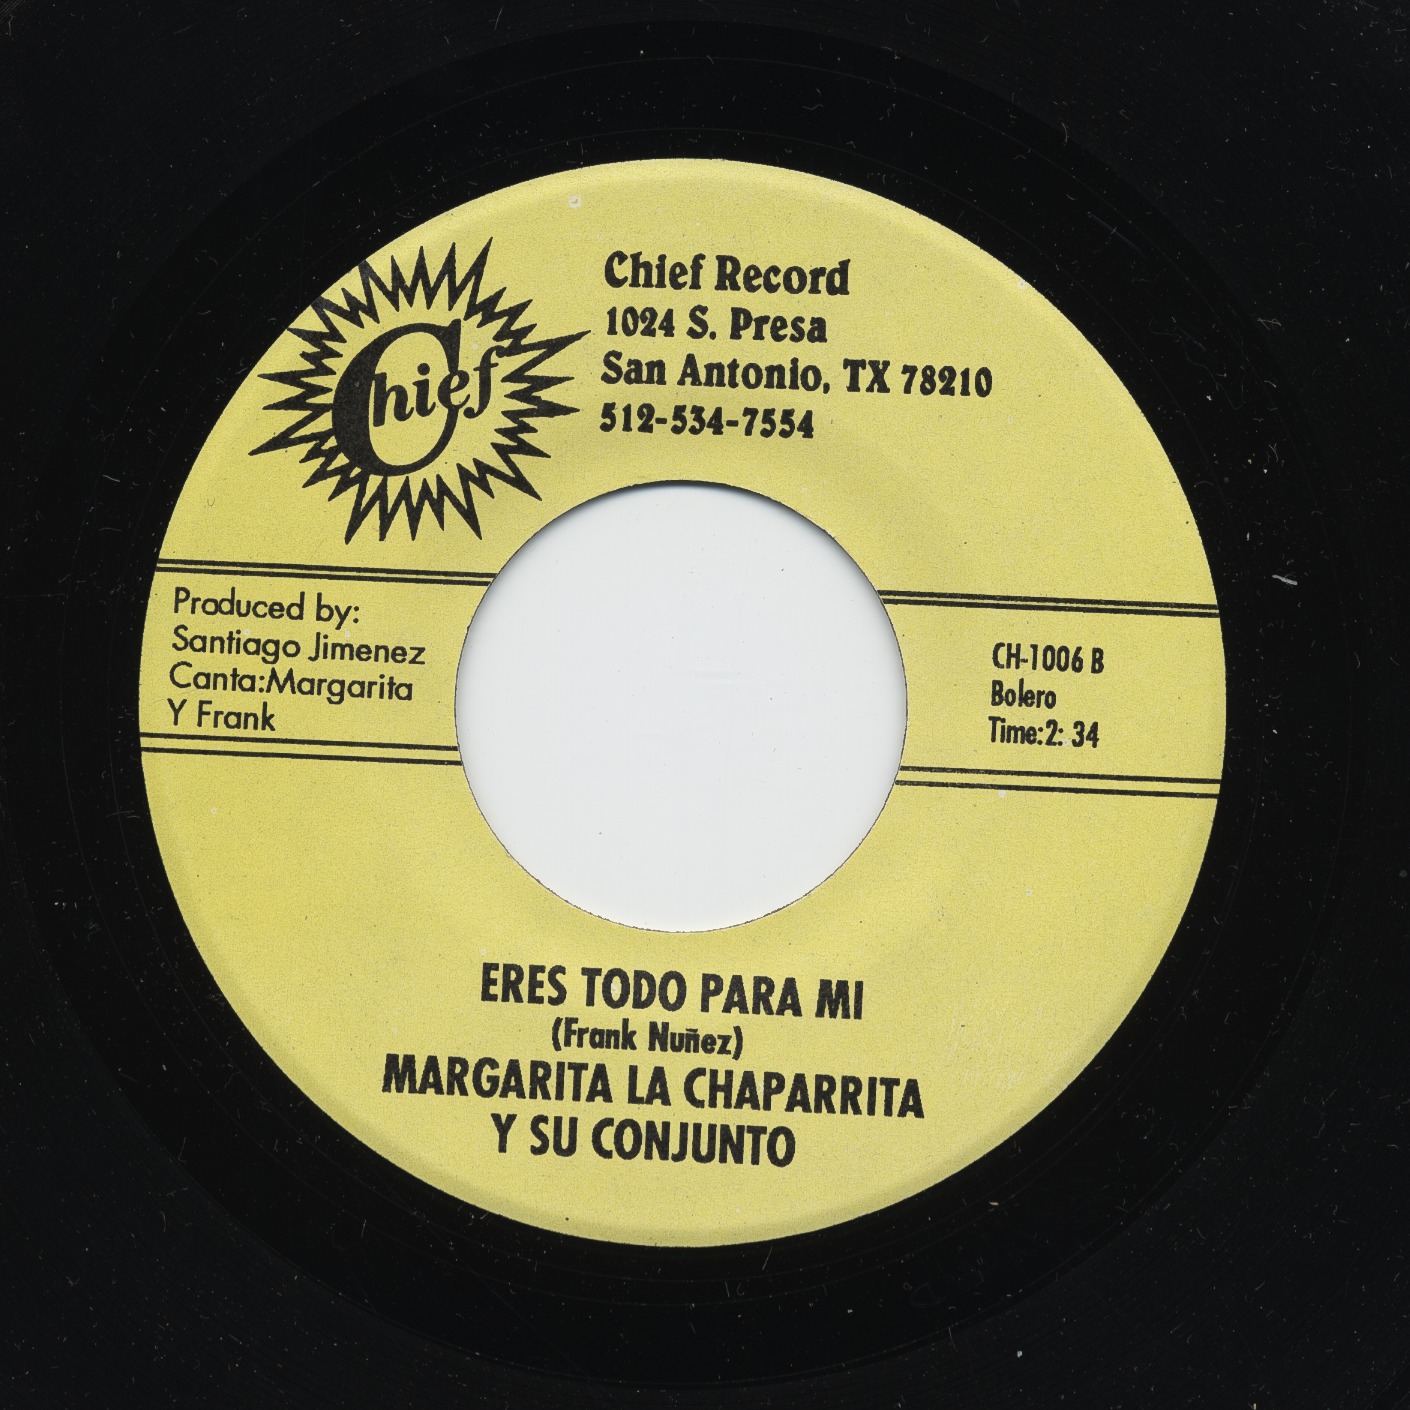 Chief
Chief Record
1024 S. Presa
San Antonio, TX 78210
512-534-7554
Produced by:
Santiago Jimenez
Canta:Margarita
Y Frank
CH-1006 B
Bolero
Time:2: 34
ERES TODO PARA MI
(Frank Nuñez)
MARGARITA LA CHAPARRITA
Y SU CONJUNTO